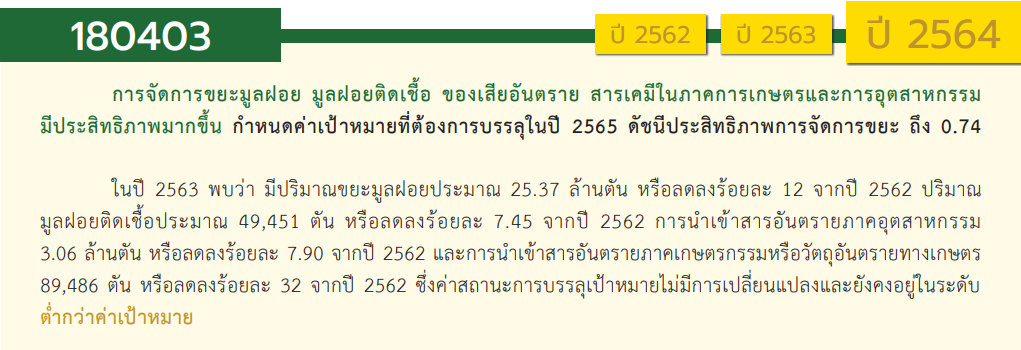 180403
ปี 2562
ปี 2563
ปี 2564
การจัดการขยะมูลฝอย มูลฝอยติดเชื้อ ของเสียอันตราย สารเคมีในภาคการเกษตรและการอุตสาหกรรม
มีประสิทธิภาพมากขึ้น กำหนดค่าเป้าหมายที่ต้องการบรรลุในปี 2565 ดัชนีประสิทธิภาพการจัดการขยะ ถึง 0.74
ในปี 2563 พบว่า มีปริมาณขยะมูลฝอยประมาณ 25.37 ล้านตัน หรือลดลงร้อยละ 12 จากปี 2562 ปริมาณ
มูลฝอยติดเชื้อประมาณ 49,451 ตัน หรือลดลงร้อยละ 7.45 จากปี 2562 การนำเข้าสารอันตรายภาคอุตสาหกรรม
3.06 ล้านตัน หรือลดลงร้อยละ 7.90 จากปี 2562 และการนำเข้าสารอันตรายภาคเกษตรกรรมหรือวัตถุอันตรายทางเกษตร
89,486 ตัน หรือลดลงร้อยละ 32 จากปี 2562 ซึ่งค่าสถานะการบรรลุเป้าหมายไม่มีการเปลี่ยนแปลงและยังคงอยู่ในระดับ
ต่ำกว่าค่าเป้าหมาย